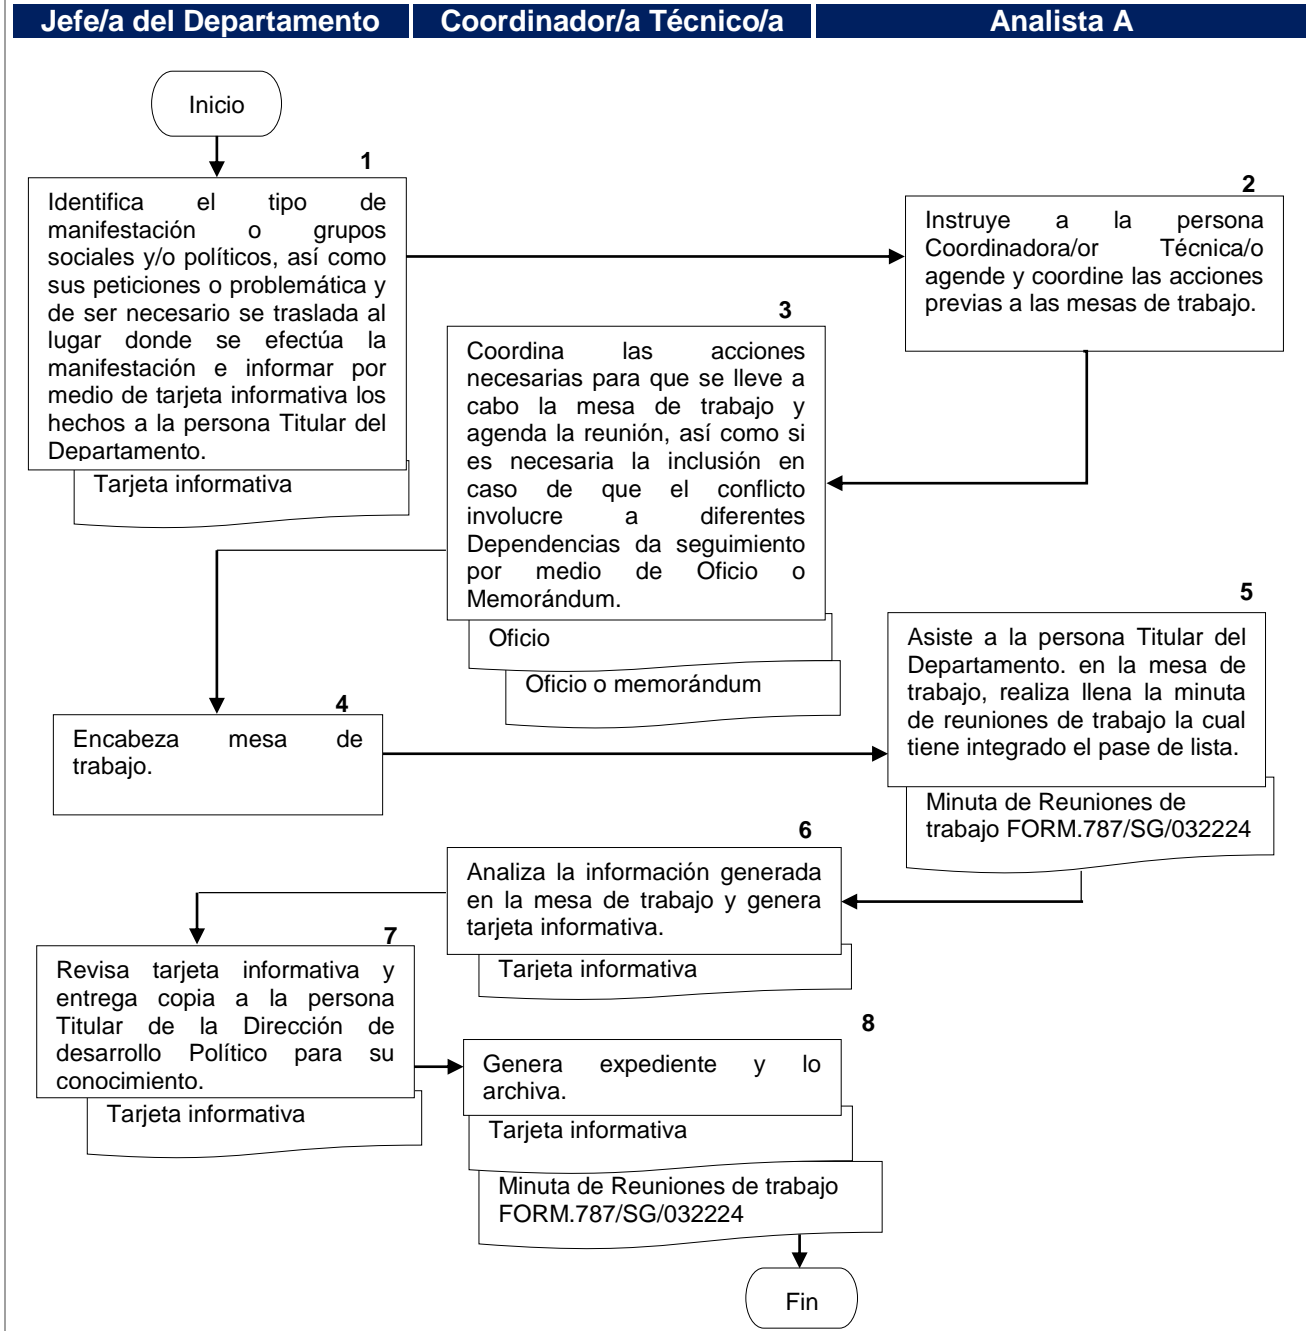 Jefe/a del Departamento
Coordinador/a Técnico/a
Analista A
Inicio
1
Identifica el tipo de
manifestación o grupos
sociales y/o políticos, así como
sus peticiones o problemática y
de ser necesario se traslada al
lugar donde se efectúa la
manifestación e informar por
medio de tarjeta informativa los
hechos a la persona Titular del
Departamento.
Tarjeta informativa
2
Instruye a la persona
Coordinadora/or Técnica/o
agende y coordine las acciones
previas a las mesas de trabajo.
3
Coordina las acciones
necesarias para que se lleve a
cabo la mesa de trabajo y
agenda la reunión, así como si
es necesaria la inclusión en
caso de que el conflicto
involucre a diferentes
Dependencias da seguimiento
por medio de Oficio o
Memorándum.
Oficio
Oficio o memorándum
4
Encabeza mesa de
trabajo.
5
Asiste a la persona Titular del
Departamento. en la mesa de
trabajo, realiza llena la minuta
de reuniones de trabajo la cual
tiene integrado el pase de lista.
Minuta de Reuniones de
trabajo FORM.787/SG/032224
6
Analiza la información generada
en la mesa de trabajo y genera
tarjeta informativa.
Tarjeta informativa
7
Revisa tarjeta informativa y
entrega copia a la persona
Titular de la Dirección de
desarrollo Político para su
conocimiento.
Tarjeta informativa
8
Genera expediente y lo
archiva.
Tarjeta informativa
Minuta de Reuniones de trabajo
FORM.787/SG/032224
Fin